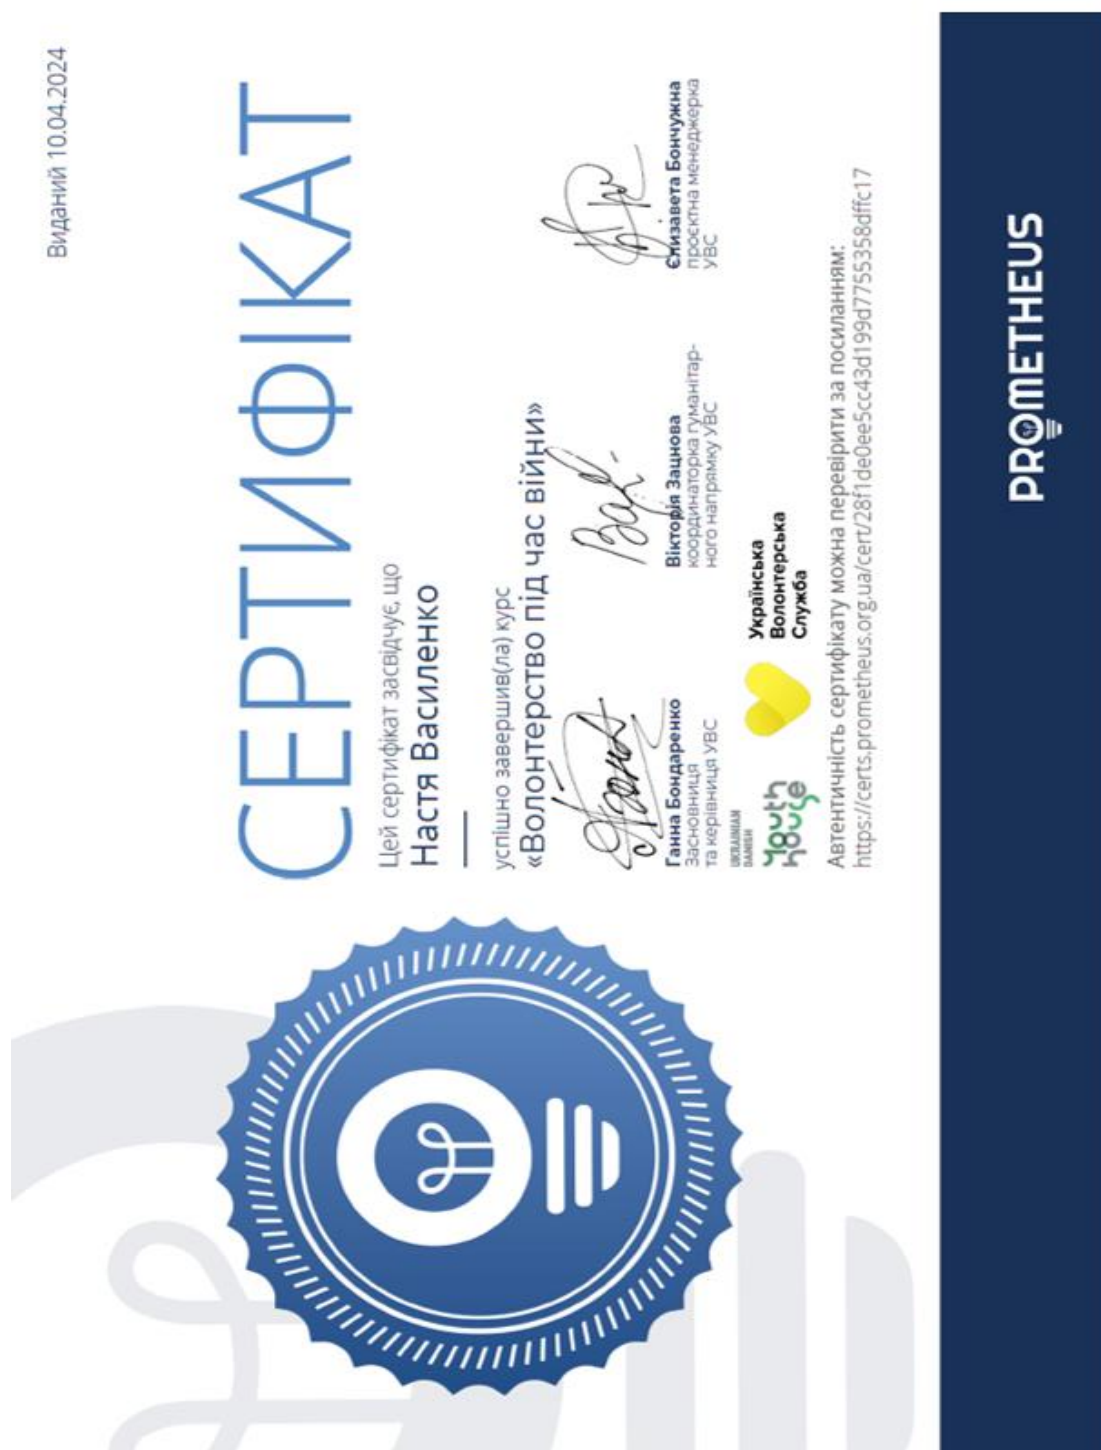 Виданий 10.04.2024
СЕРТИФІКАТ
Цей сертифікат засвідчує, що
Настя Василенко
успішно завершив(ла) курс
«Волонтерство під час війни»
Ганна Бондаренко
Засновниця
та керівниця УВС
Вікторія Зацнова
координаторка гуманітар-
ного напрямку УВС
Єлизавета Бончужна
проєктна менеджерка
УВС
UKRAINIAN
DANISH
youth
house
Українська
Волонтерська
Служба
Автентичність сертифікату можна перевірити за посиланням:
https://certs.prometheus.org.ua/cert/28f1de0ee5cc43d199d7755358dffc17
PROMETHEUS